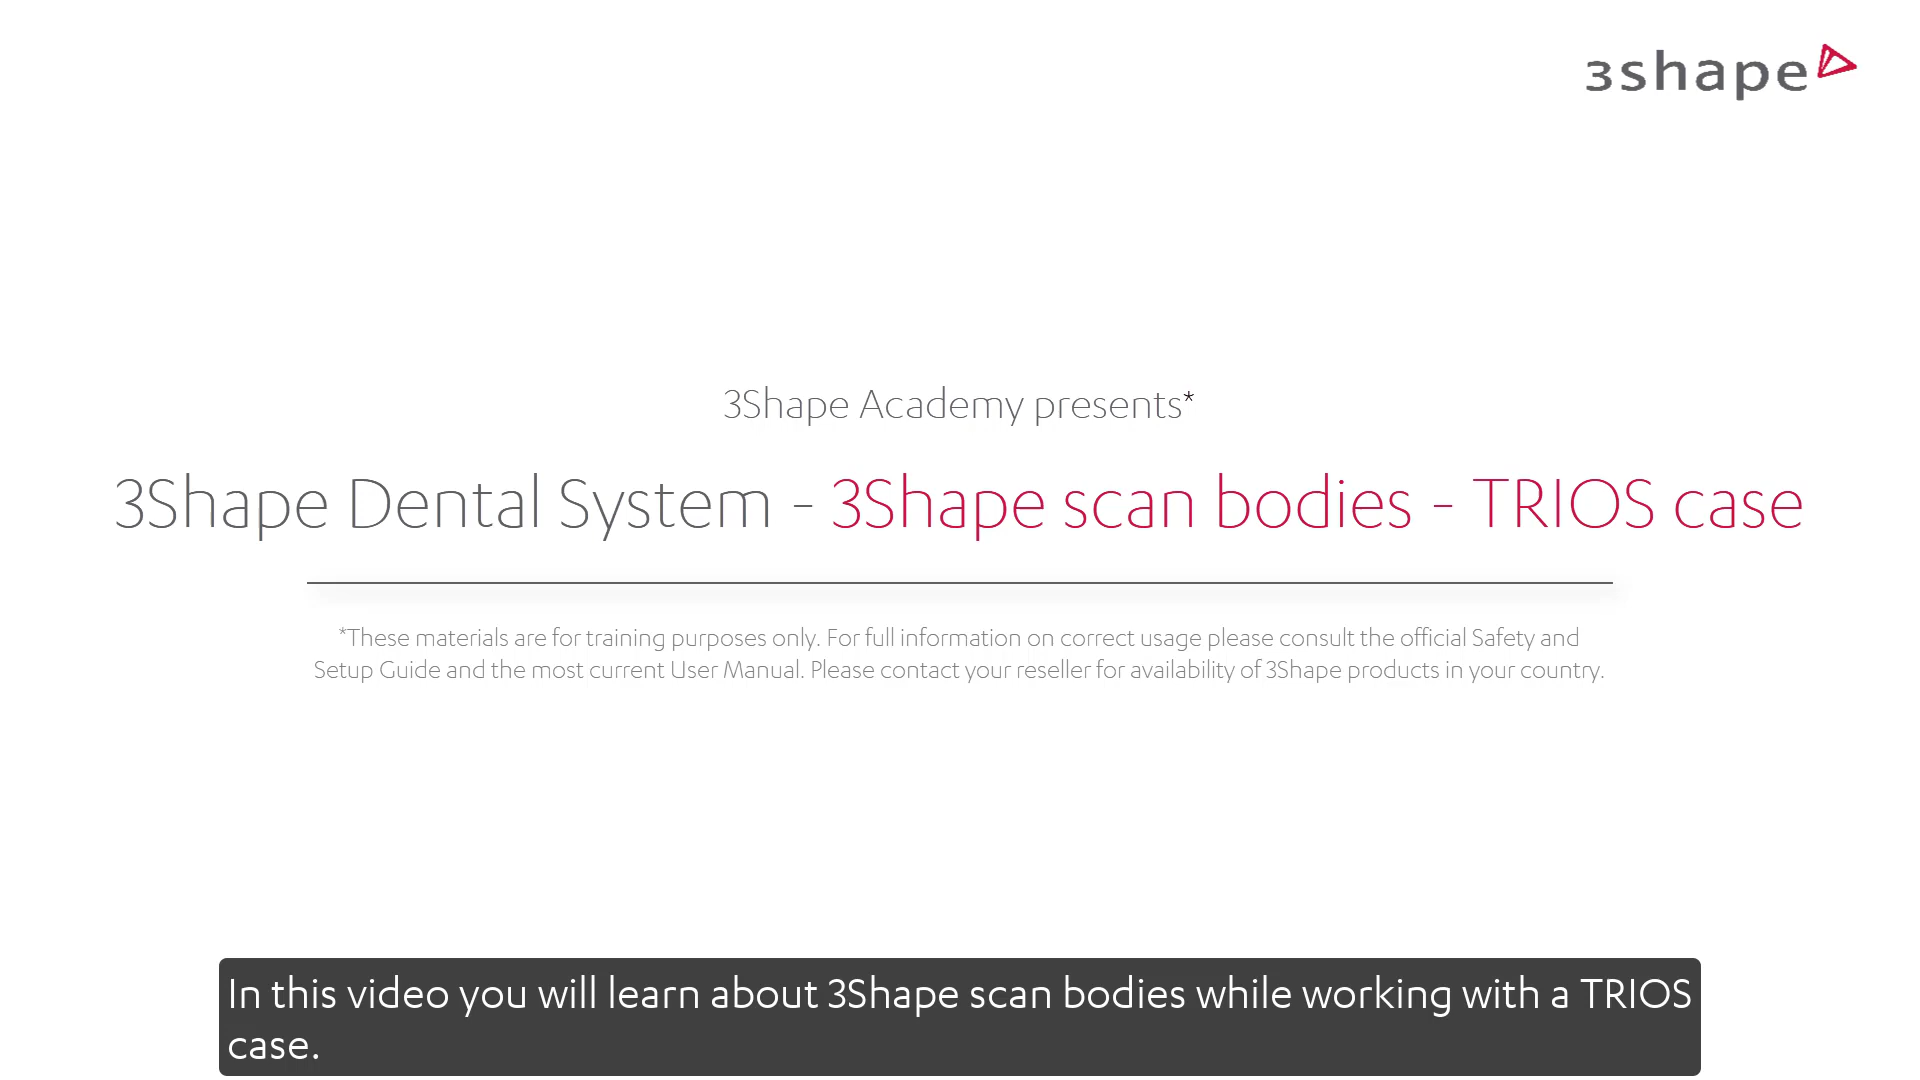 3shape
3Shape Academy presents*
3Shape Dental System - 3Shape scan bodies - TRIOS case
*These materials are for training purposes only. For full information on correct usage please consult the official Safety and
Setup Guide and the most current User Manual. Please contact your reseller for availability of 3Shape products in your country.
In this video you will learn about 3Shape scan bodies while working with a TRIOS
case.